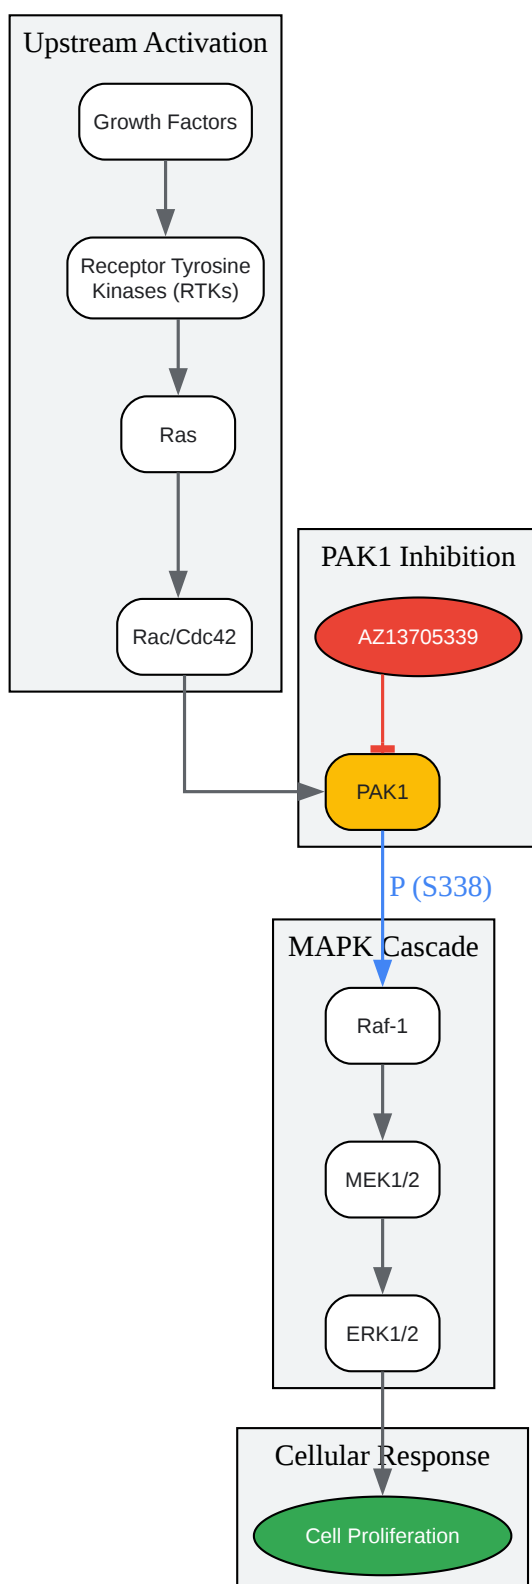 Upstream Activation
Growth Factors
Receptor Tyrosine
Kinases (RTKs)
Ras
Rac/Cdc42
PAK1 Inhibition
AZ13705339
PAK1
P (S338)
MAPK Cascade
Raf-1
MEK1/2
ERK1/2
Cellular Response
Cell Proliferation